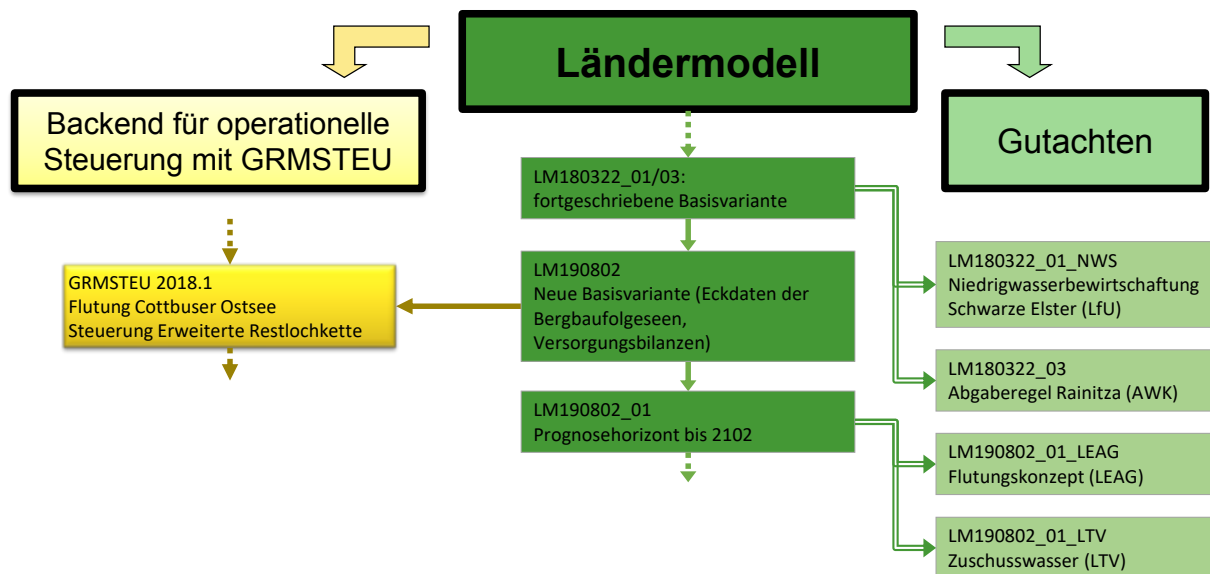 Ländermodell
Backend für operationelle
Steuerung mit GRMSTEU
Gutachten
LM180322_01/03:
fortgeschriebene Basisvariante
LM190802
Neue Basisvariante (Eckdaten der
Bergbaufolgeseen,
Versorgungsbilanzen)
LM190802_01
Prognosehorizont bis 2102
GRMSTEU 2018.1
Flutung Cottbuser Ostsee
Steuerung Erweiterte Restlochkette
LM180322_01_NWS
Niedrigwasserbewirtschaftung
Schwarze Elster (LfU)
LM180322_03
Abgaberegel Rainitza (AWK)
LM190802_01_LEAG
Flutungskonzept (LEAG)
LM190802_01_LTV
Zuschusswasser (LTV)